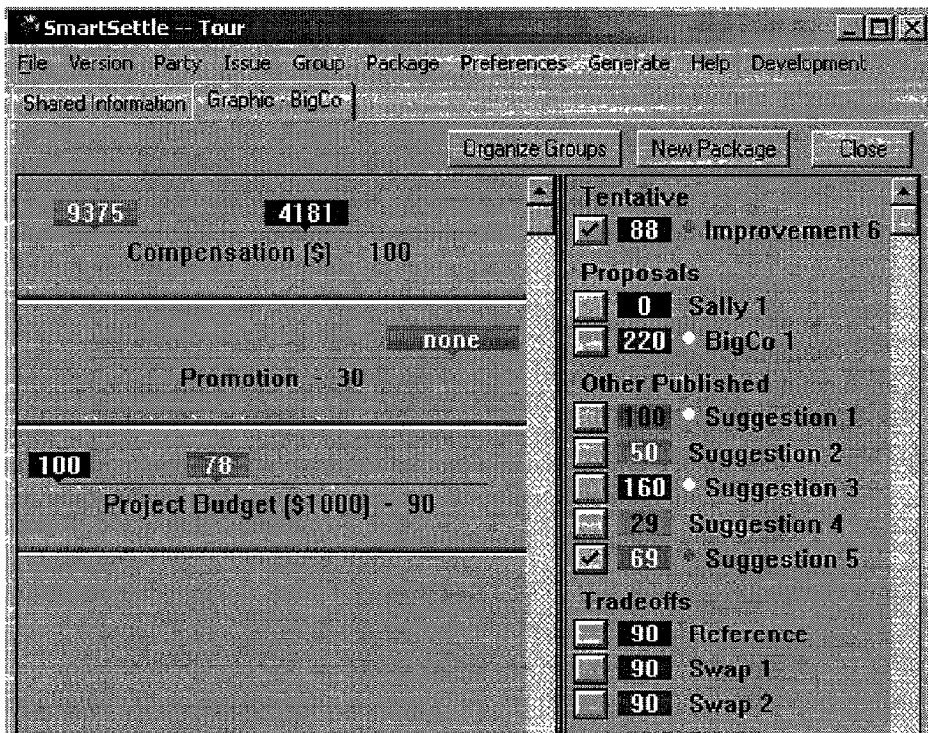 SmartSettle -- Tour
File Version Party Issue Group Package Preferences Generate Help Development
Shared Information Graphic - BigCo
Organize Groups New Package Close
9375 4181
Compensation ($) 100
none
Promotion - 30
100 78
Project Budget ($1000) - 90
Tentative
88 * Improvement 6
Proposals
0 Sally 1
220 BigCo 1
Other Published
100 Suggestion 1
50 Suggestion 2
160 Suggestion 3
29 Suggestion 4
69 * Suggestion 5
Tradeoffs
90 Reference
90 Swap 1
90 Swap 2